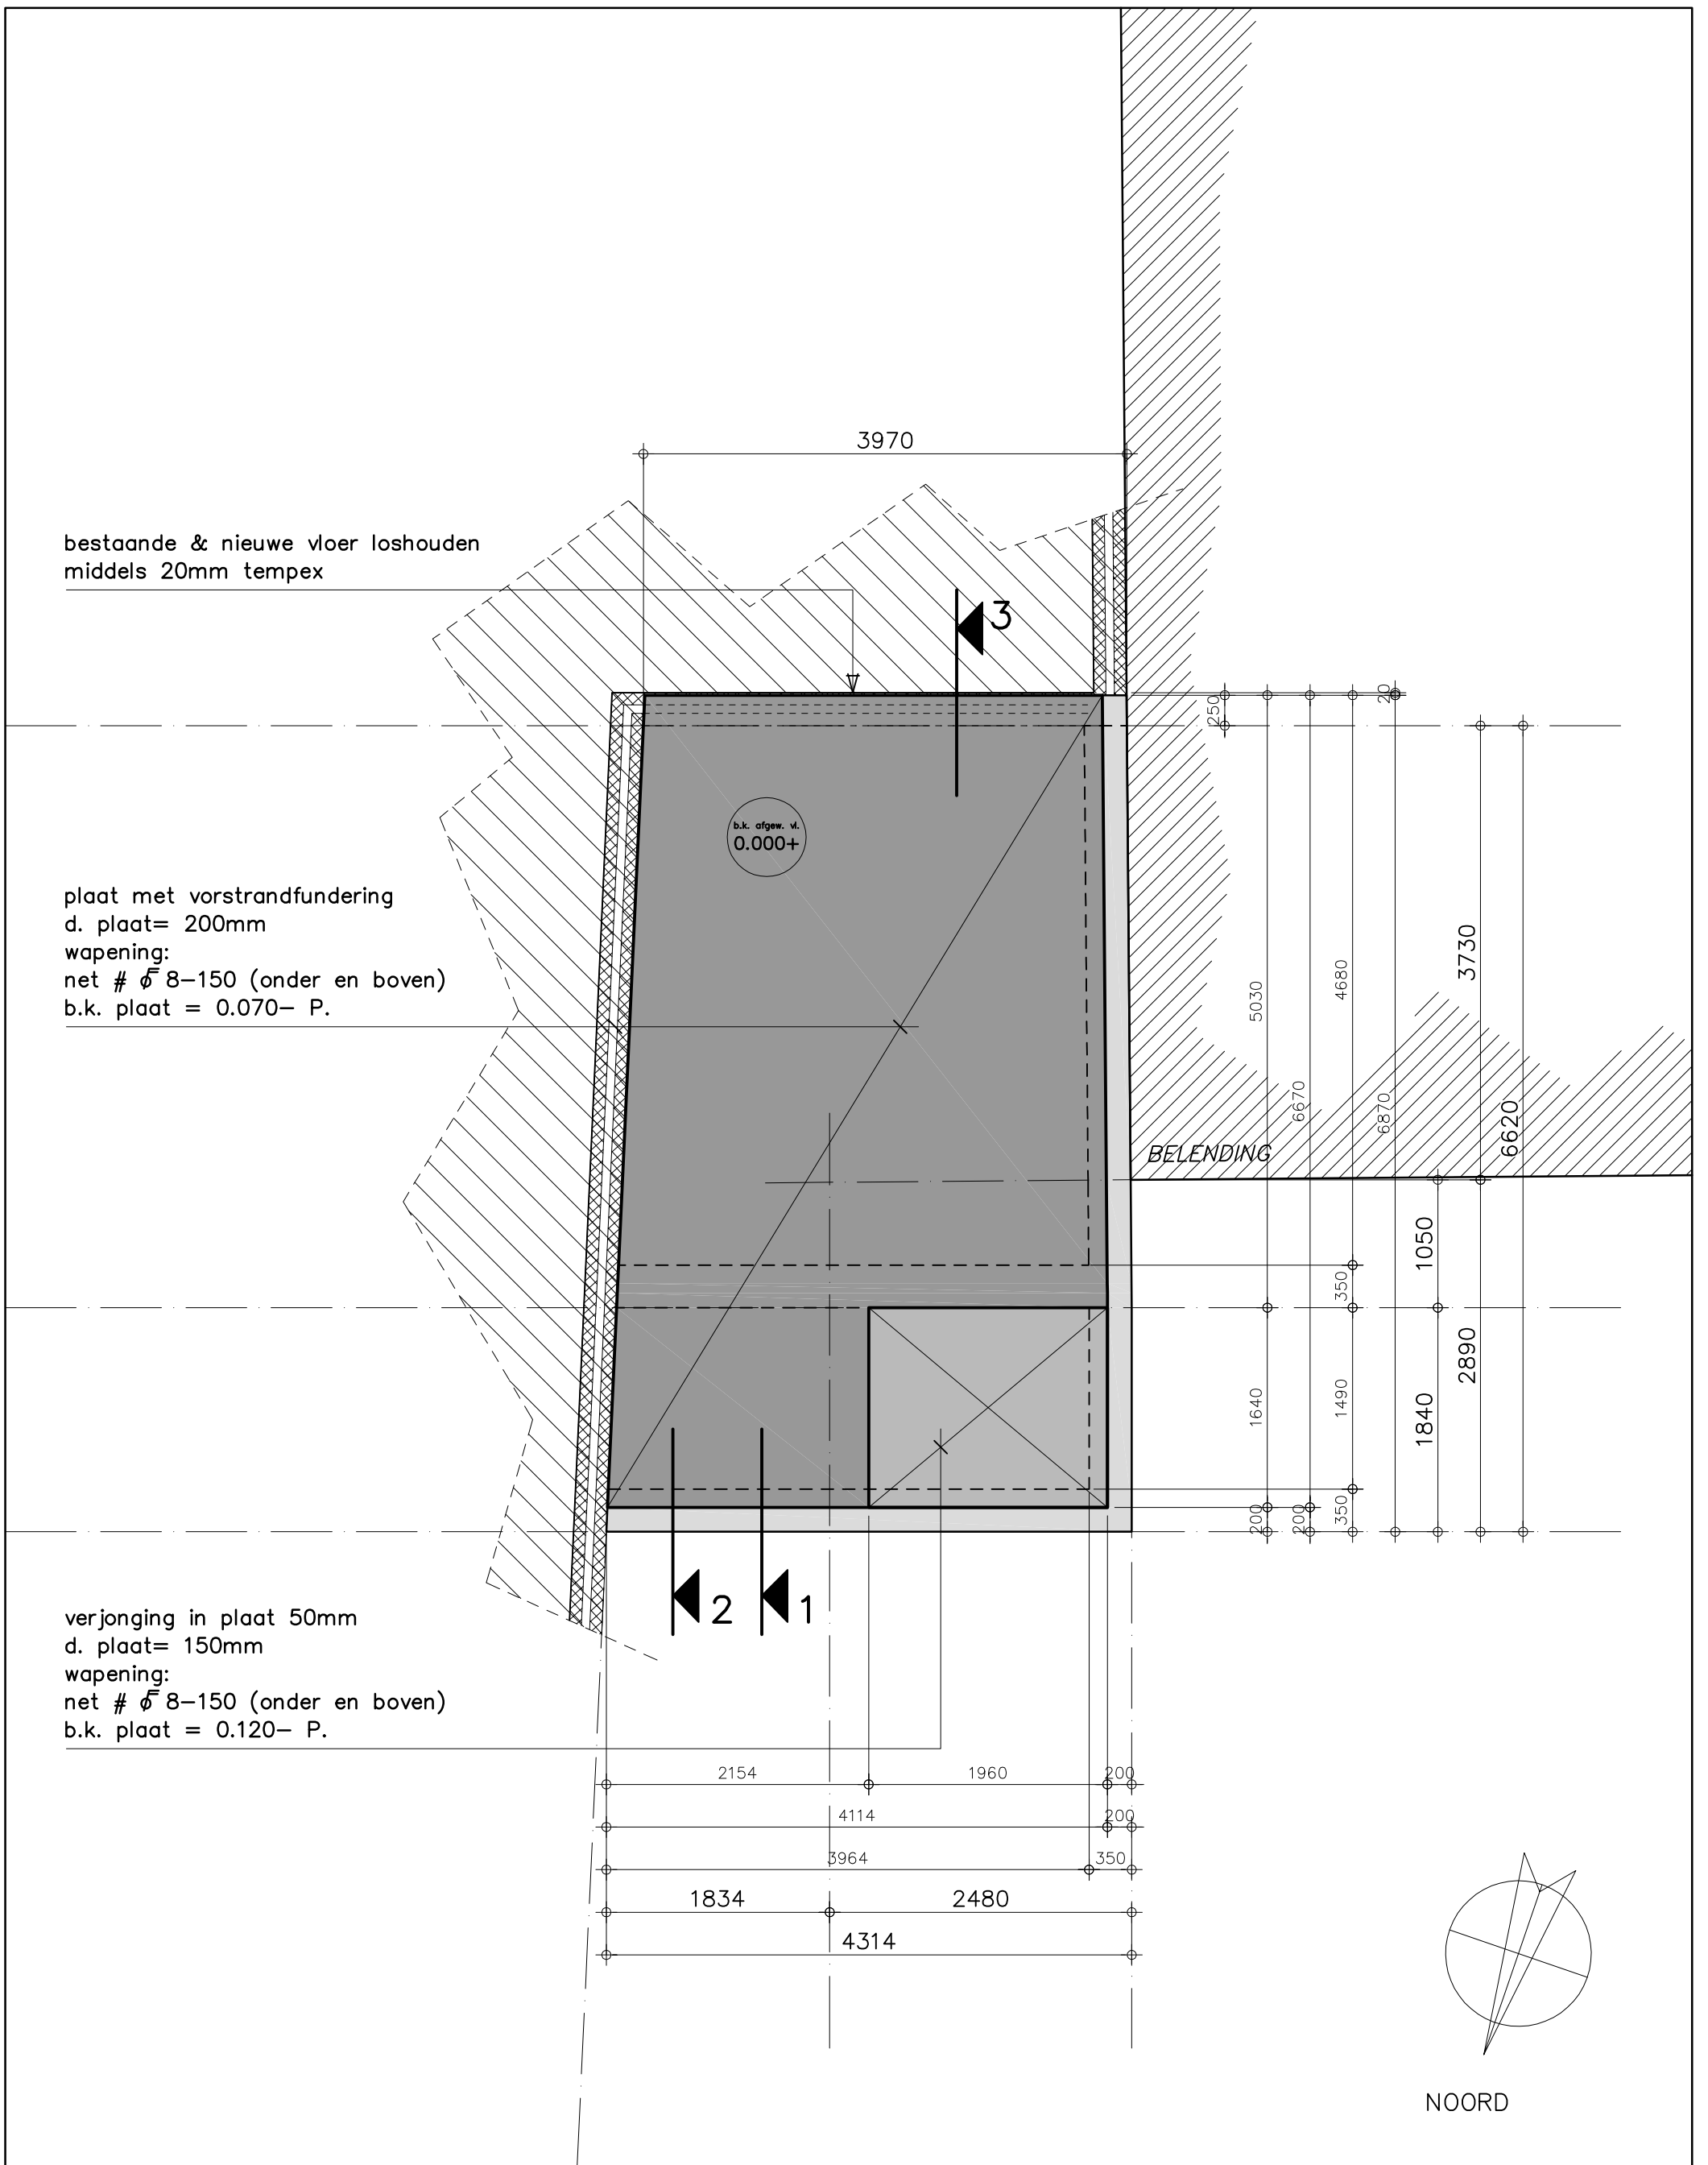 3970
bestaande & nieuwe vloer loshouden
middels 20mm tempex
3
20
250
b.k. afgew. vl.
0.000+
plaat met vorstrandfundering
d. plaat= 200mm
wapening:
net # 8-150 (onder en boven)
b.k. plaat = 0.070- P.
3730
4680
5030
6670
6870
6620
BELENDING
1050
350
2890
1490
1640
1840
350
200
200
2
1
verjonging in plaat 50mm
d. plaat= 150mm
wapening:
net # 8-150 (onder en boven)
b.k. plaat = 0.120- P.
2154 1960 200
4114 200
3964 350
1834 2480
4314
NOORD